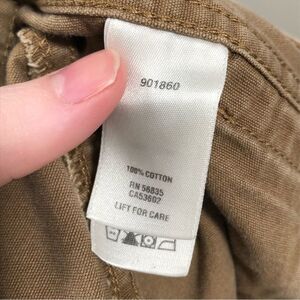 901860
100% COTTON
RN 56835
CA53602
LIFT FOR CARE